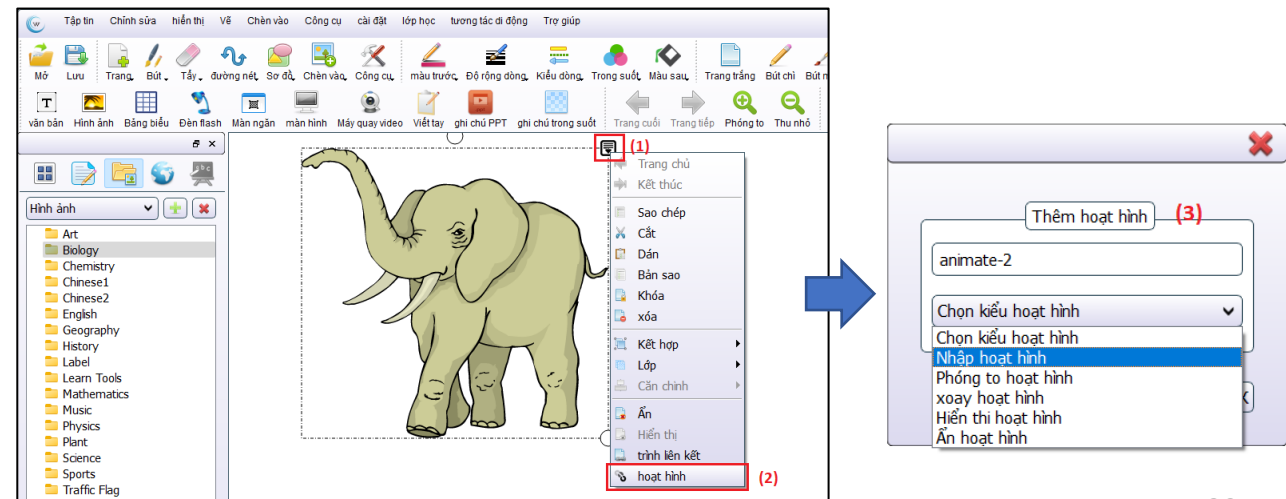 Tập tin Chỉnh sửa hiển thị Vẽ Chèn vào Công cụ cài đặt lớp học tương tác di động Trợ giúp
Mở Lưu Trang Bút Tẩy đường nét Sơ đồ Chèn vào Công cụ màu trước Độ rộng dòng Kiểu dòng Trong suốt Màu sau Trang trắng Bút chì Bút
văn bản Hình ảnh Bảng biểu Đèn flash Màn ngăn màn hình Máy quay video Viết tay ghi chú PPT ghi chú trong suốt Trang cuối Trang tiếp Phóng to Thu nhỏ
Hình ảnh
Art
Biology
Chemistry
Chinese1
Chinese2
English
Geography
History
Label
Learn Tools
Mathematics
Music
Physics
Plant
Science
Sports
Traffic Flag
(1)
Trang chủ
Kết thúc
Sao chép
Cắt
Dán
Bản sao
Khóa
xóa
Kết hợp
Lớp
Căn chỉnh
Ẩn
Hiển thị
trình liên kết
hoạt hình (2)
Thêm hoạt hình (3)
animate-2
Chọn kiểu hoạt hình
Chọn kiểu hoạt hình
Nhập hoạt hình
Phóng to hoạt hình
xoay hoạt hình
Hiển thi hoạt hình
Ẩn hoạt hình